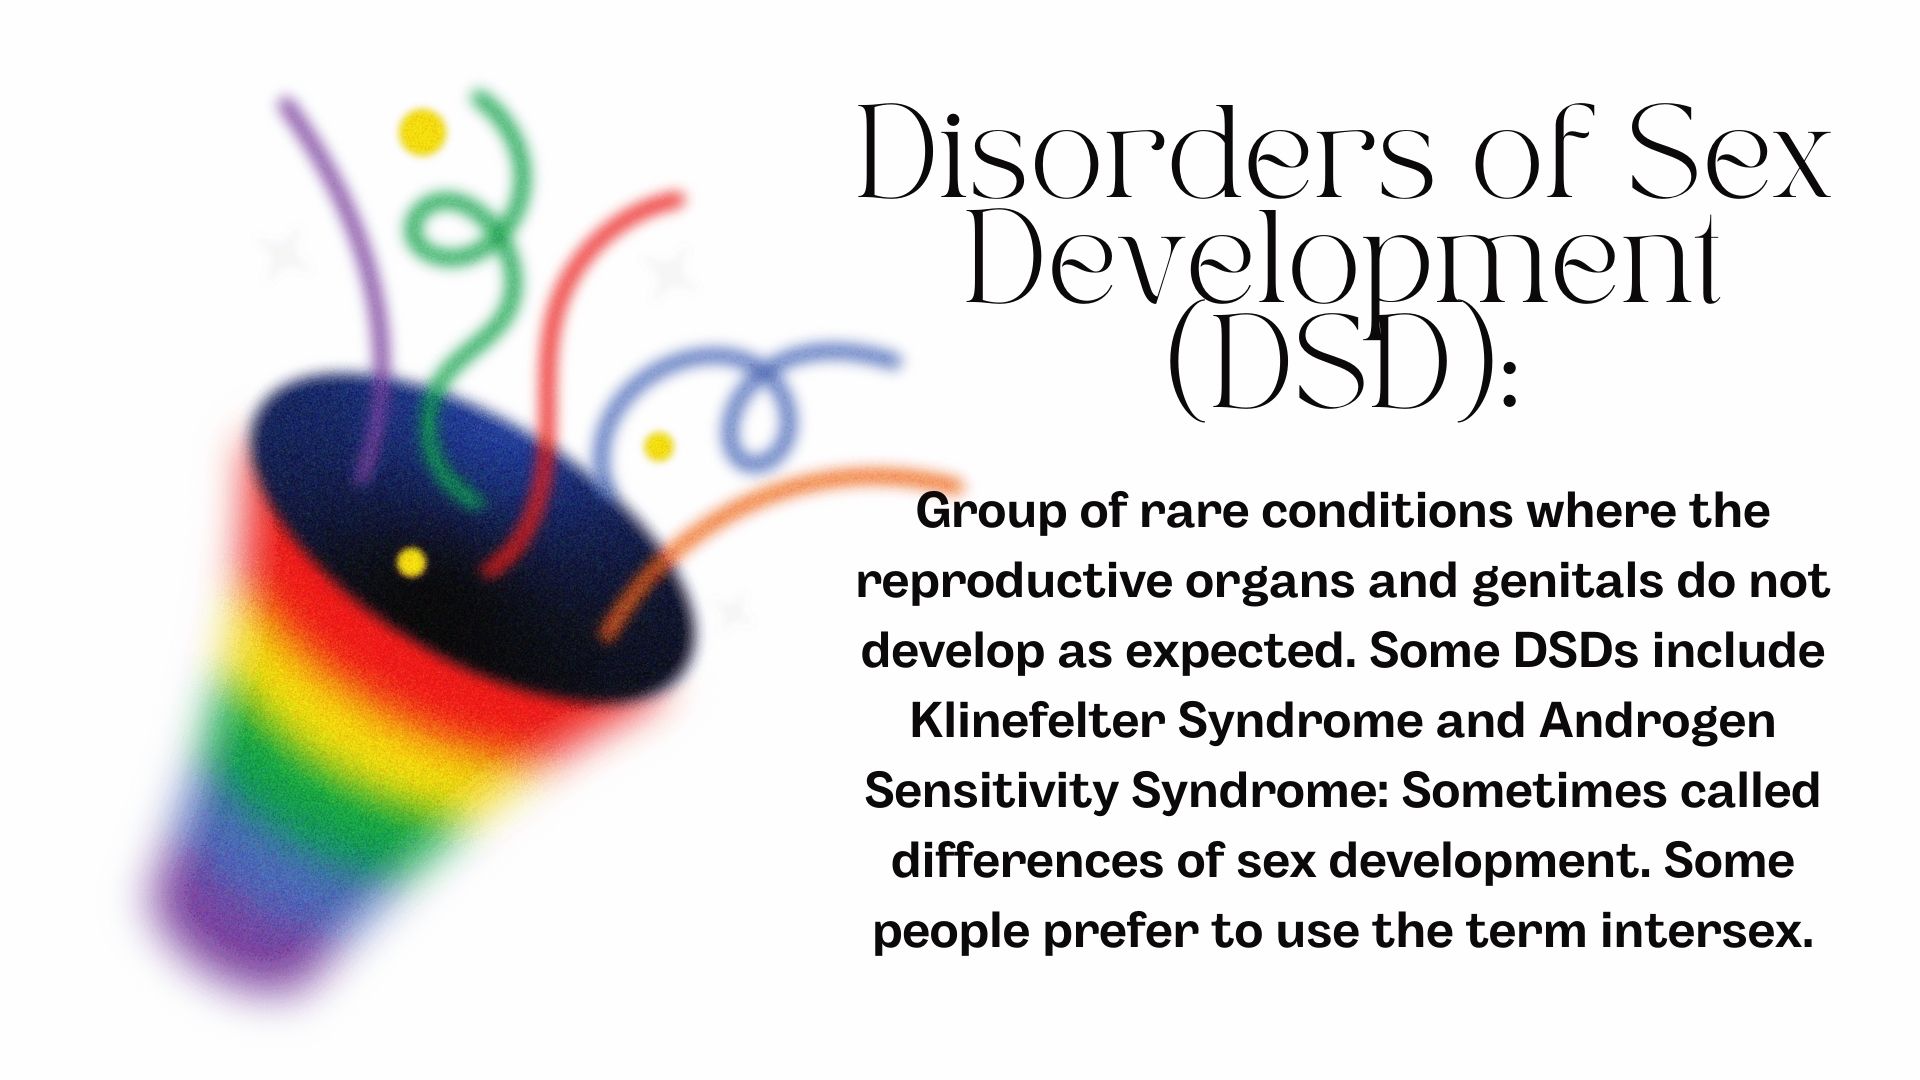 Disorders of Sex
Development
(DSD):
Group of rare conditions where the
reproductive organs and genitals do not
develop as expected. Some DSDs include
Klinefelter Syndrome and Androgen
Sensitivity Syndrome: Sometimes called
differences of sex development. Some
people prefer to use the term intersex.